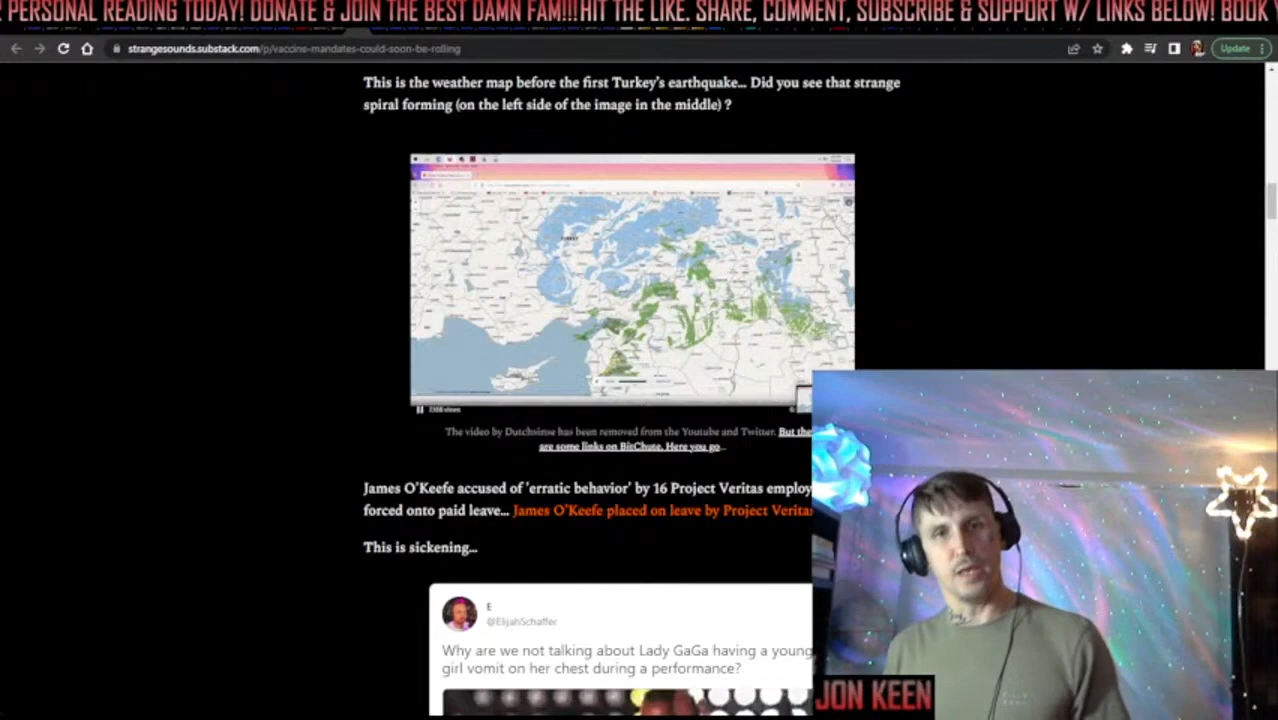 PERSONAL READING TODAY! DONATE & JOIN THE BEST DAMN FAM!!! HIT THE LIKE. SHARE, COMMENT, SUBSCRIBE & SUPPORT W/ LINKS BELOW! BOOK
strangesounds.substack.com/p/vaccine-mandates-could-soon-be-rolling
Update
This is the weather map before the first Turkey's earthquake... Did you see that strange
spiral forming (on the left side of the image in the middle) ?
TURKEY
The video by Dutchsinse has been removed from the Youtube and Twitter. But the
are some links on BitChute. Here you go...
James O'Keefe accused of 'erratic behavior' by 16 Project Veritas employ
forced onto paid leave... James O'Keefe placed on leave by Project Veritas
This is sickening...
E
@ElijahSchaffer
Why are we not talking about Lady GaGa having a young
girl vomit on her chest during a performance?
JON KEEN